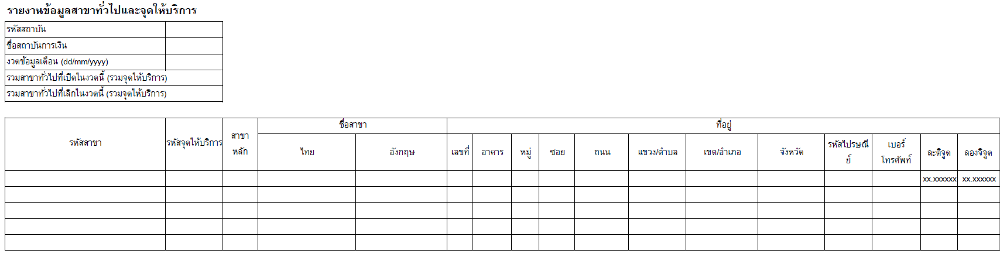 รายงานข้อมูลสาขาทั่วไปและจุดให้บริการ
รหัสสถาบัน
ชื่อสถาบันการเงิน
งวดข้อมูลเดือน (dd/mm/yyyy)
รวมสาขาทั่วไปที่เปิดในงวดนี้ (รวมจุดให้บริการ)
รวมสาขาทั่วไปที่เลิกในงวดนี้ (รวมจุดให้บริการ)
ชื่อสาขา ที่อยู่
รหัสสาขา รหัสจุดให้บริการ สาขา
หลัก
ไทย อังกฤษ เลขที่ อาคาร หมู่ ซอย ถนน แขวง/ตำบล เขต/อำเภอ จังหวัด รหัสไปรษณี
ย์
เบอร์
โทรศัพท์
ละติจูด ลองจิจูด
xx.xxxxxx xx.xxxxxx